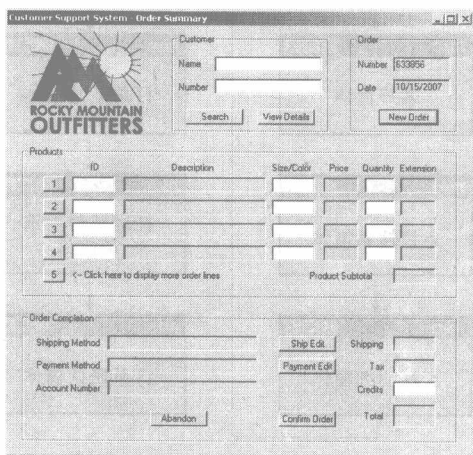 Customer Support System - Order Summary
ROCKY MOUNTAIN
OUTFITTERS
Customer
Name
Number
Search View Details
Order
Number 633956
Date 10/15/2007
New Order
Products
ID Description Size/Color Price Quantity Extension
1
2
3
4
5 <-- Click here to display more order lines Product Subtotal
Order Completion
Shipping Method Ship Edit Shipping
Payment Method Payment Edit Tax
Account Number Credits
Abandon Confirm Order Total